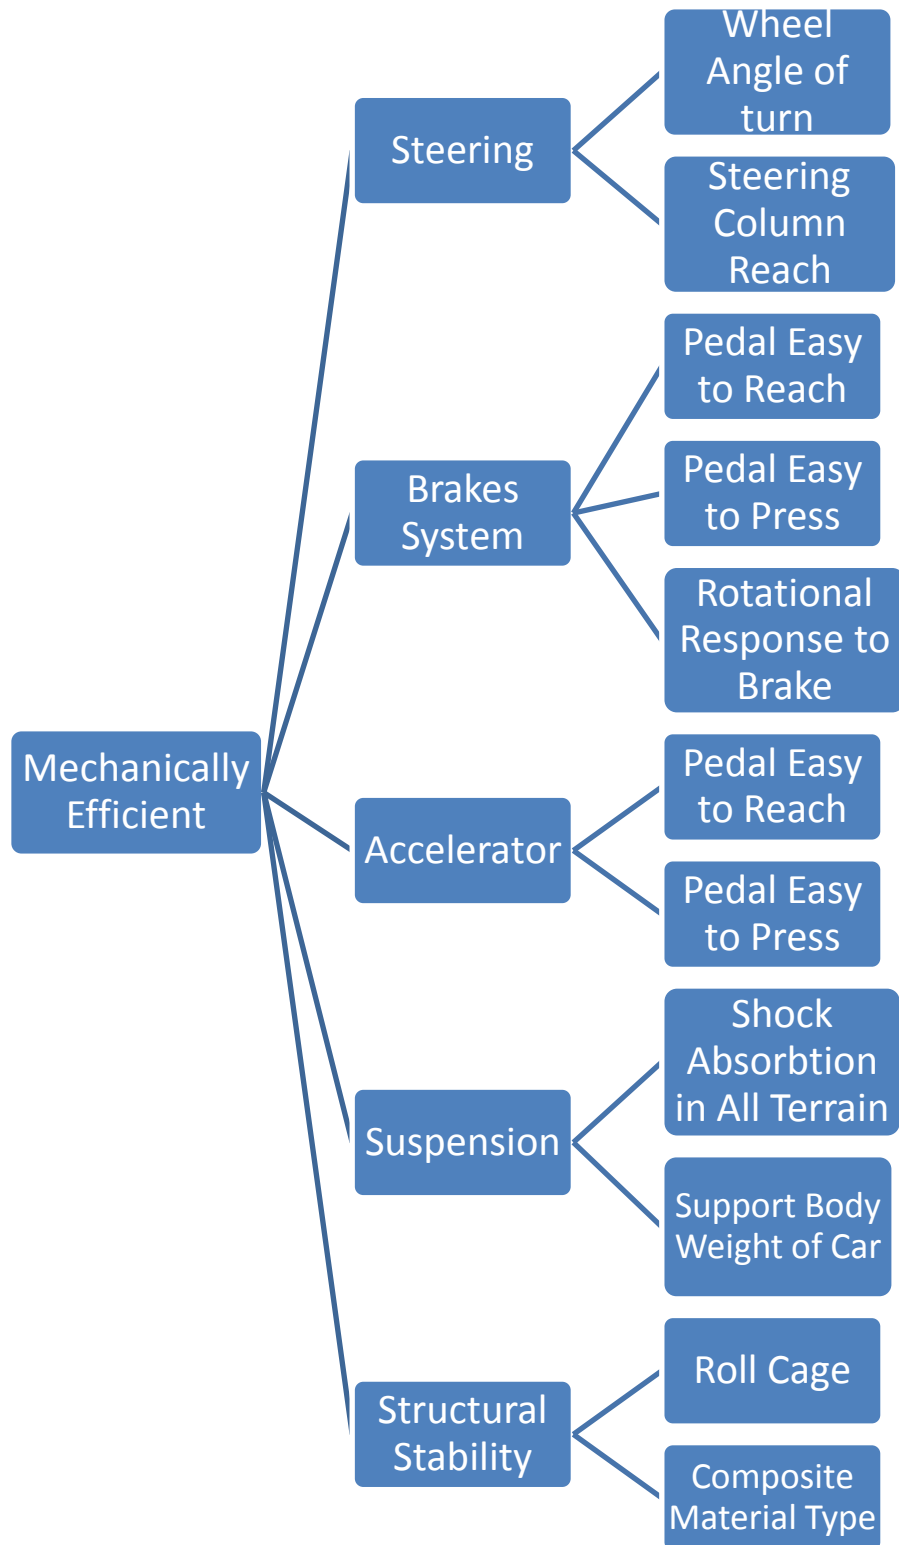 Wheel
Angle of
turn
Steering
Steering
Column
Reach
Pedal Easy
to Reach
Brakes
System
Pedal Easy
to Press
Rotational
Response to
Brake
Mechanically
Efficient
Pedal Easy
to Reach
Accelerator
Pedal Easy
to Press
Shock
Absorbtion
in All Terrain
Suspension
Support Body
Weight of Car
Roll Cage
Structural
Stability
Composite
Material Type